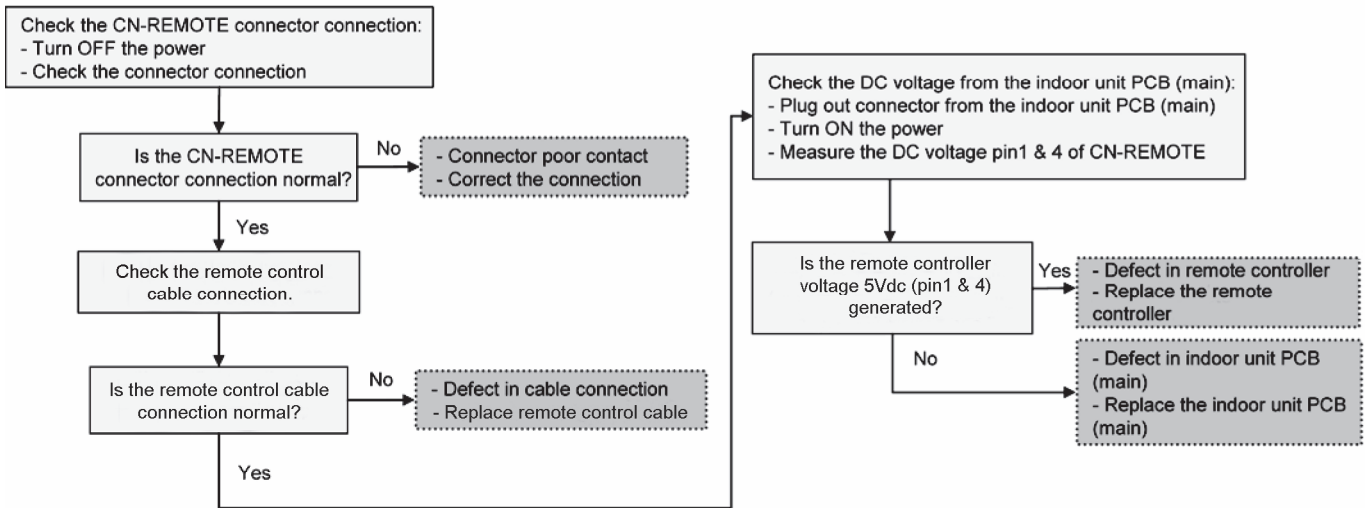 Check the CN-REMOTE connector connection:
- Turn OFF the power
- Check the connector connection
Is the CN-REMOTE
connector connection normal?
No
- Connector poor contact
- Correct the connection
Yes
Check the remote control
cable connection.
Is the remote control cable
connection normal?
No
- Defect in cable connection
- Replace remote control cable
Yes
Check the DC voltage from the indoor unit PCB (main):
- Plug out connector from the indoor unit PCB (main)
- Turn ON the power
- Measure the DC voltage pin1 & 4 of CN-REMOTE
Is the remote controller
voltage 5Vdc (pin1 & 4)
generated?
Yes
- Defect in remote controller
- Replace the remote
controller
No
- Defect in indoor unit PCB
(main)
- Replace the indoor unit PCB
(main)